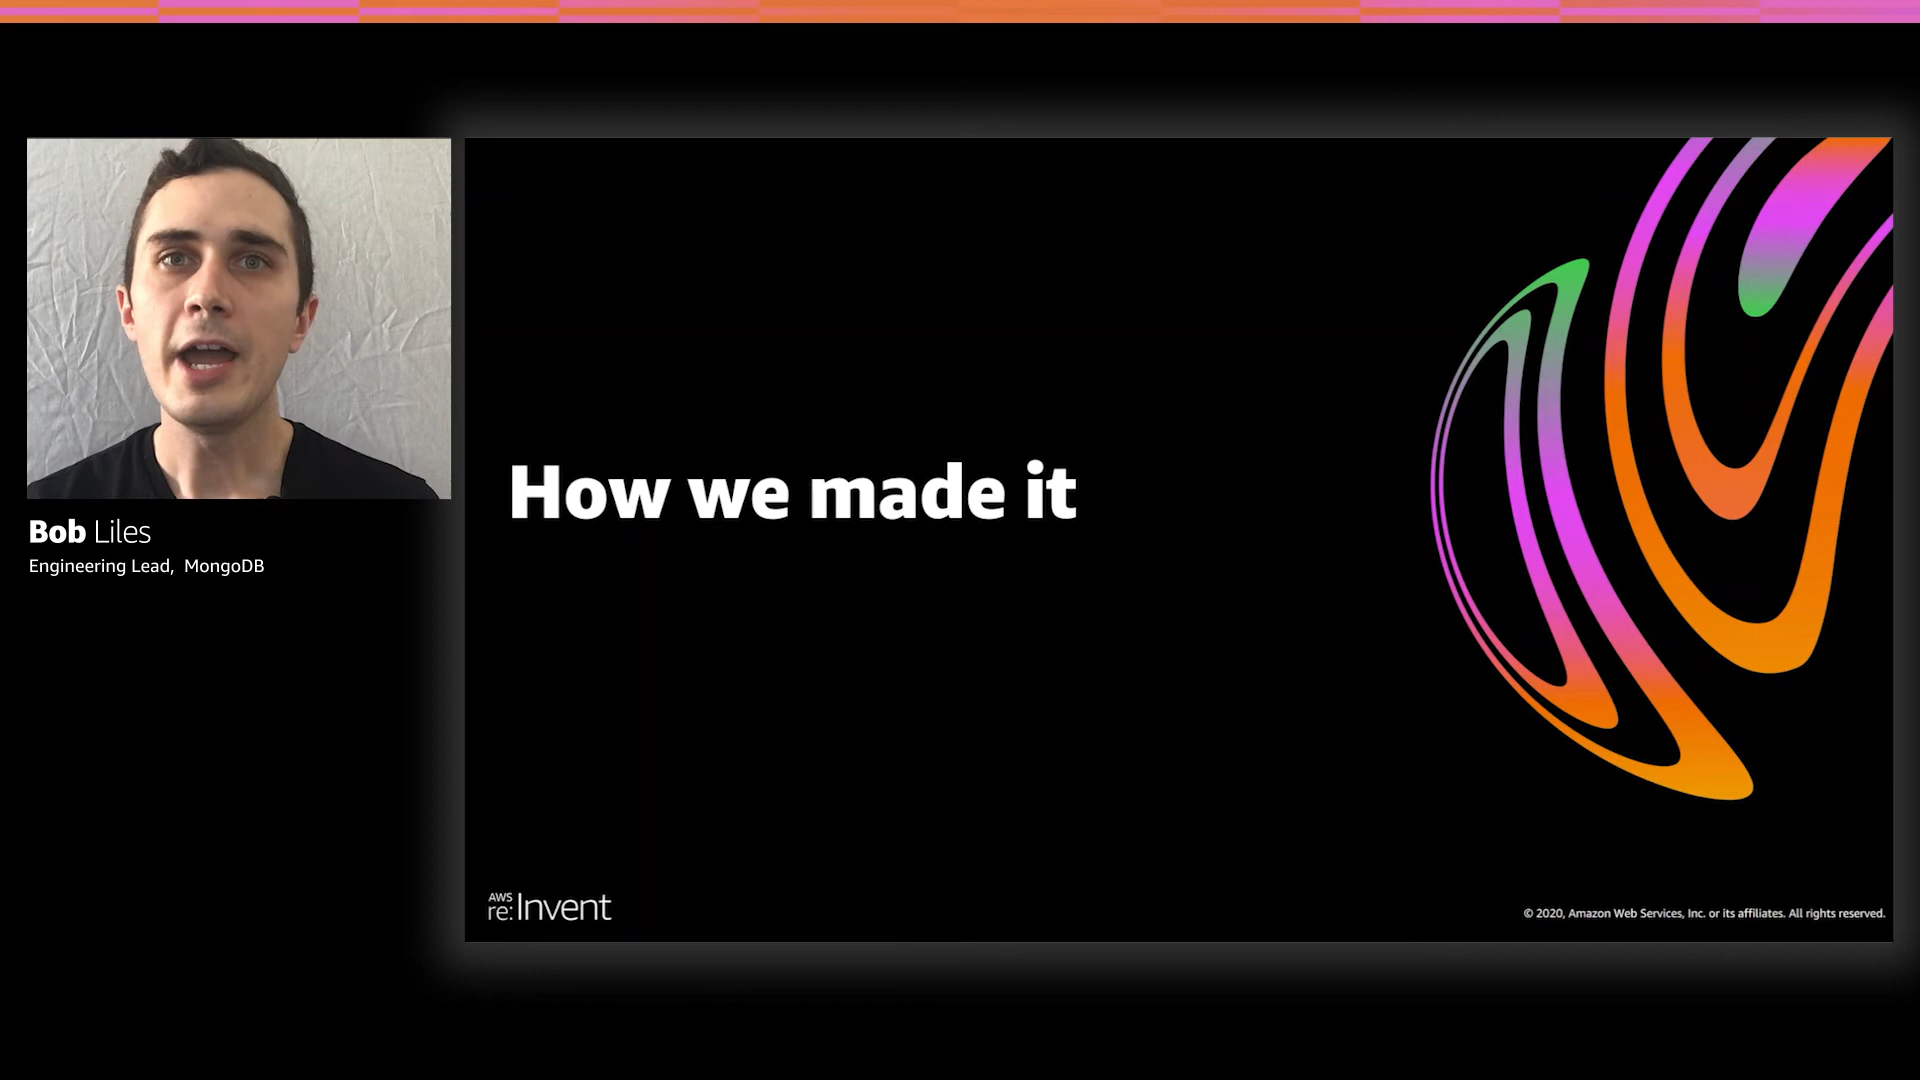 Bob Liles
Engineering Lead, MongoDB
How we made it
AWS
re:Invent
© 2020, Amazon Web Services, Inc. or its affiliates. All rights reserved.